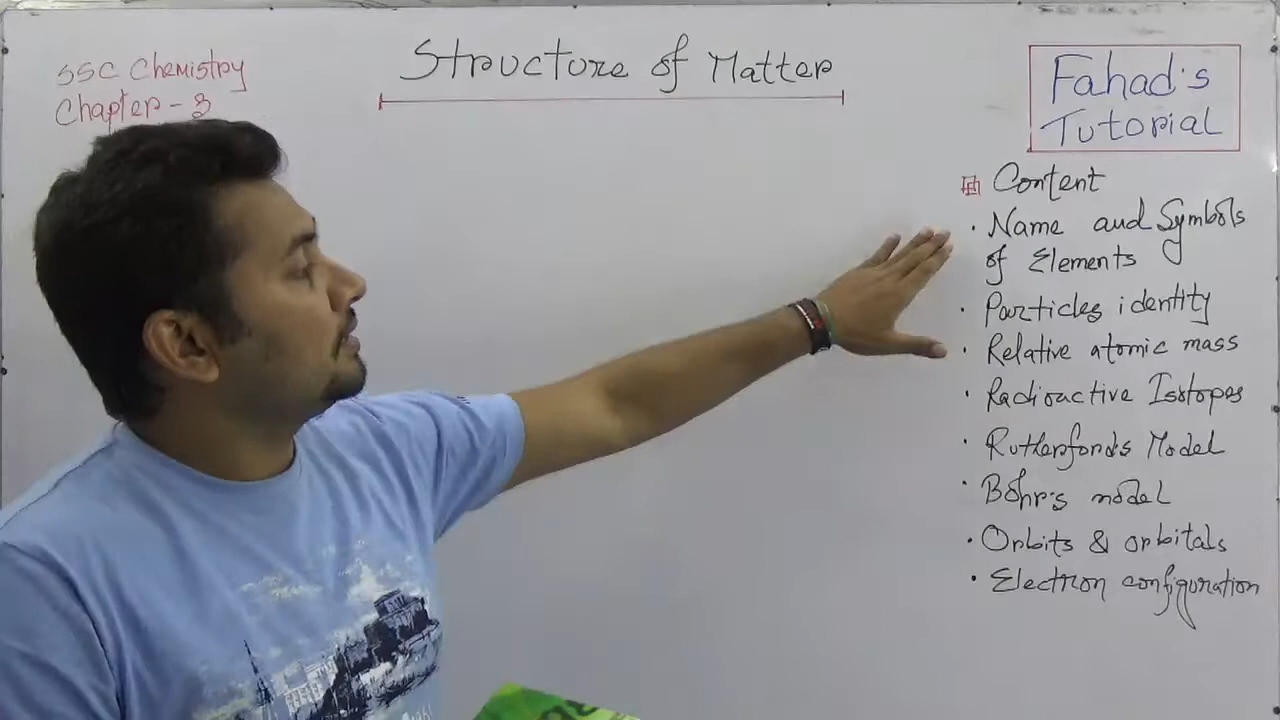 SSC Chemistry
Chapter - 3
Structure of Matter
Fahad's
Tutorial
Content
• Name and Symbols
of Elements
• Particles identity
• Relative atomic mass
• Radioactive Isotopes
• Rutherford's Model
• Bohr's model
• Orbits & orbitals
• Electron configuration